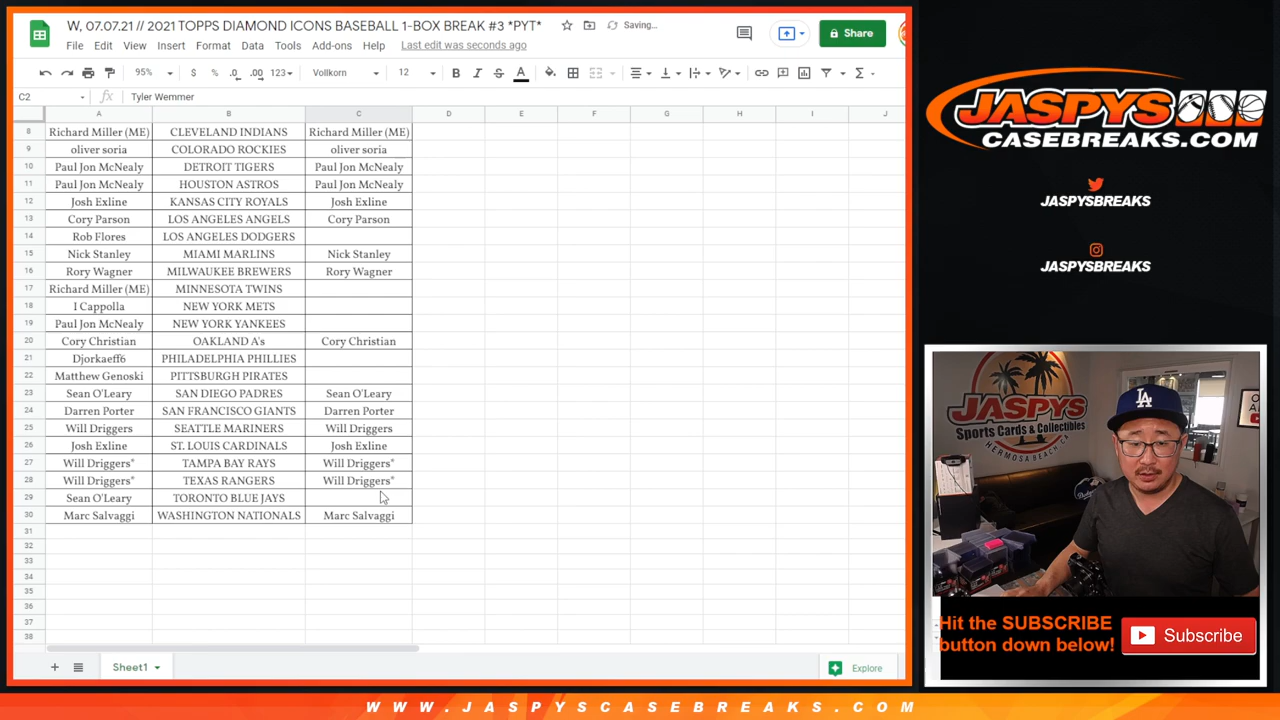 W, 07.07.21 // 2021 TOPPS DIAMOND ICONS BASEBALL 1-BOX BREAK #3 *PYT* Saving...
File Edit View Insert Format Data Tools Add-ons Help Last edit was seconds ago
Share
95% $ % .0 .00 123 Vollkorn 12 B I S A
C2 fx Tyler Wemmer
A B C D E F G H I J
8 Richard Miller (ME) CLEVELAND INDIANS Richard Miller (ME)
9 oliver soria COLORADO ROCKIES oliver soria
10 Paul Jon McNealy DETROIT TIGERS Paul Jon McNealy
11 Paul Jon McNealy HOUSTON ASTROS Paul Jon McNealy
12 Josh Exline KANSAS CITY ROYALS Josh Exline
13 Cory Parson LOS ANGELES ANGELS Cory Parson
14 Rob Flores LOS ANGELES DODGERS
15 Nick Stanley MIAMI MARLINS Nick Stanley
16 Rory Wagner MILWAUKEE BREWERS Rory Wagner
17 Richard Miller (ME) MINNESOTA TWINS
18 I Cappolla NEW YORK METS
19 Paul Jon McNealy NEW YORK YANKEES
20 Cory Christian OAKLAND A's Cory Christian
21 Djorkaeff6 PHILADELPHIA PHILLIES
22 Matthew Genoski PITTSBURGH PIRATES
23 Sean O'Leary SAN DIEGO PADRES Sean O'Leary
24 Darren Porter SAN FRANCISCO GIANTS Darren Porter
25 Will Driggers SEATTLE MARINERS Will Driggers
26 Josh Exline ST. LOUIS CARDINALS Josh Exline
27 Will Driggers* TAMPA BAY RAYS Will Driggers*
28 Will Driggers* TEXAS RANGERS Will Driggers*
29 Sean O'Leary TORONTO BLUE JAYS
30 Marc Salvaggi WASHINGTON NATIONALS Marc Salvaggi
31
32
33
34
35
36
37
38
Sheet1
Explore
JASPYS
CASEBREAKS.COM
JASPYSBREAKS
JASPYSBREAKS
JASPYS
Sports Cards & Collectibles
HERMOSA BEACH, CA
LA
Hit the SUBSCRIBE
button down below!
Subscribe
WWW.JASPYSCASEBREAKS.COM